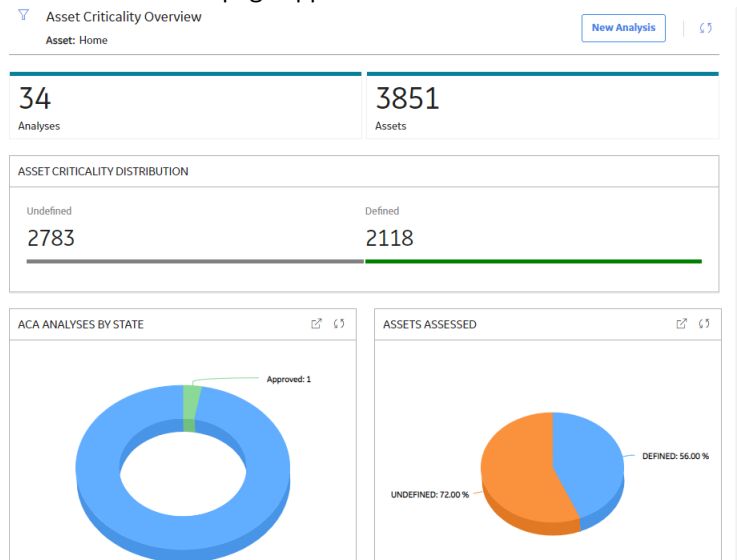 Asset Criticality Overview
Asset: Home
New Analysis
34
Analyses
3851
Assets
ASSET CRITICALITY DISTRIBUTION
Undefined
2783
Defined
2118
ACA ANALYSES BY STATE
Approved: 1
ASSETS ASSESSED
DEFINED: 56.00 %
UNDEFINED: 72.00 %